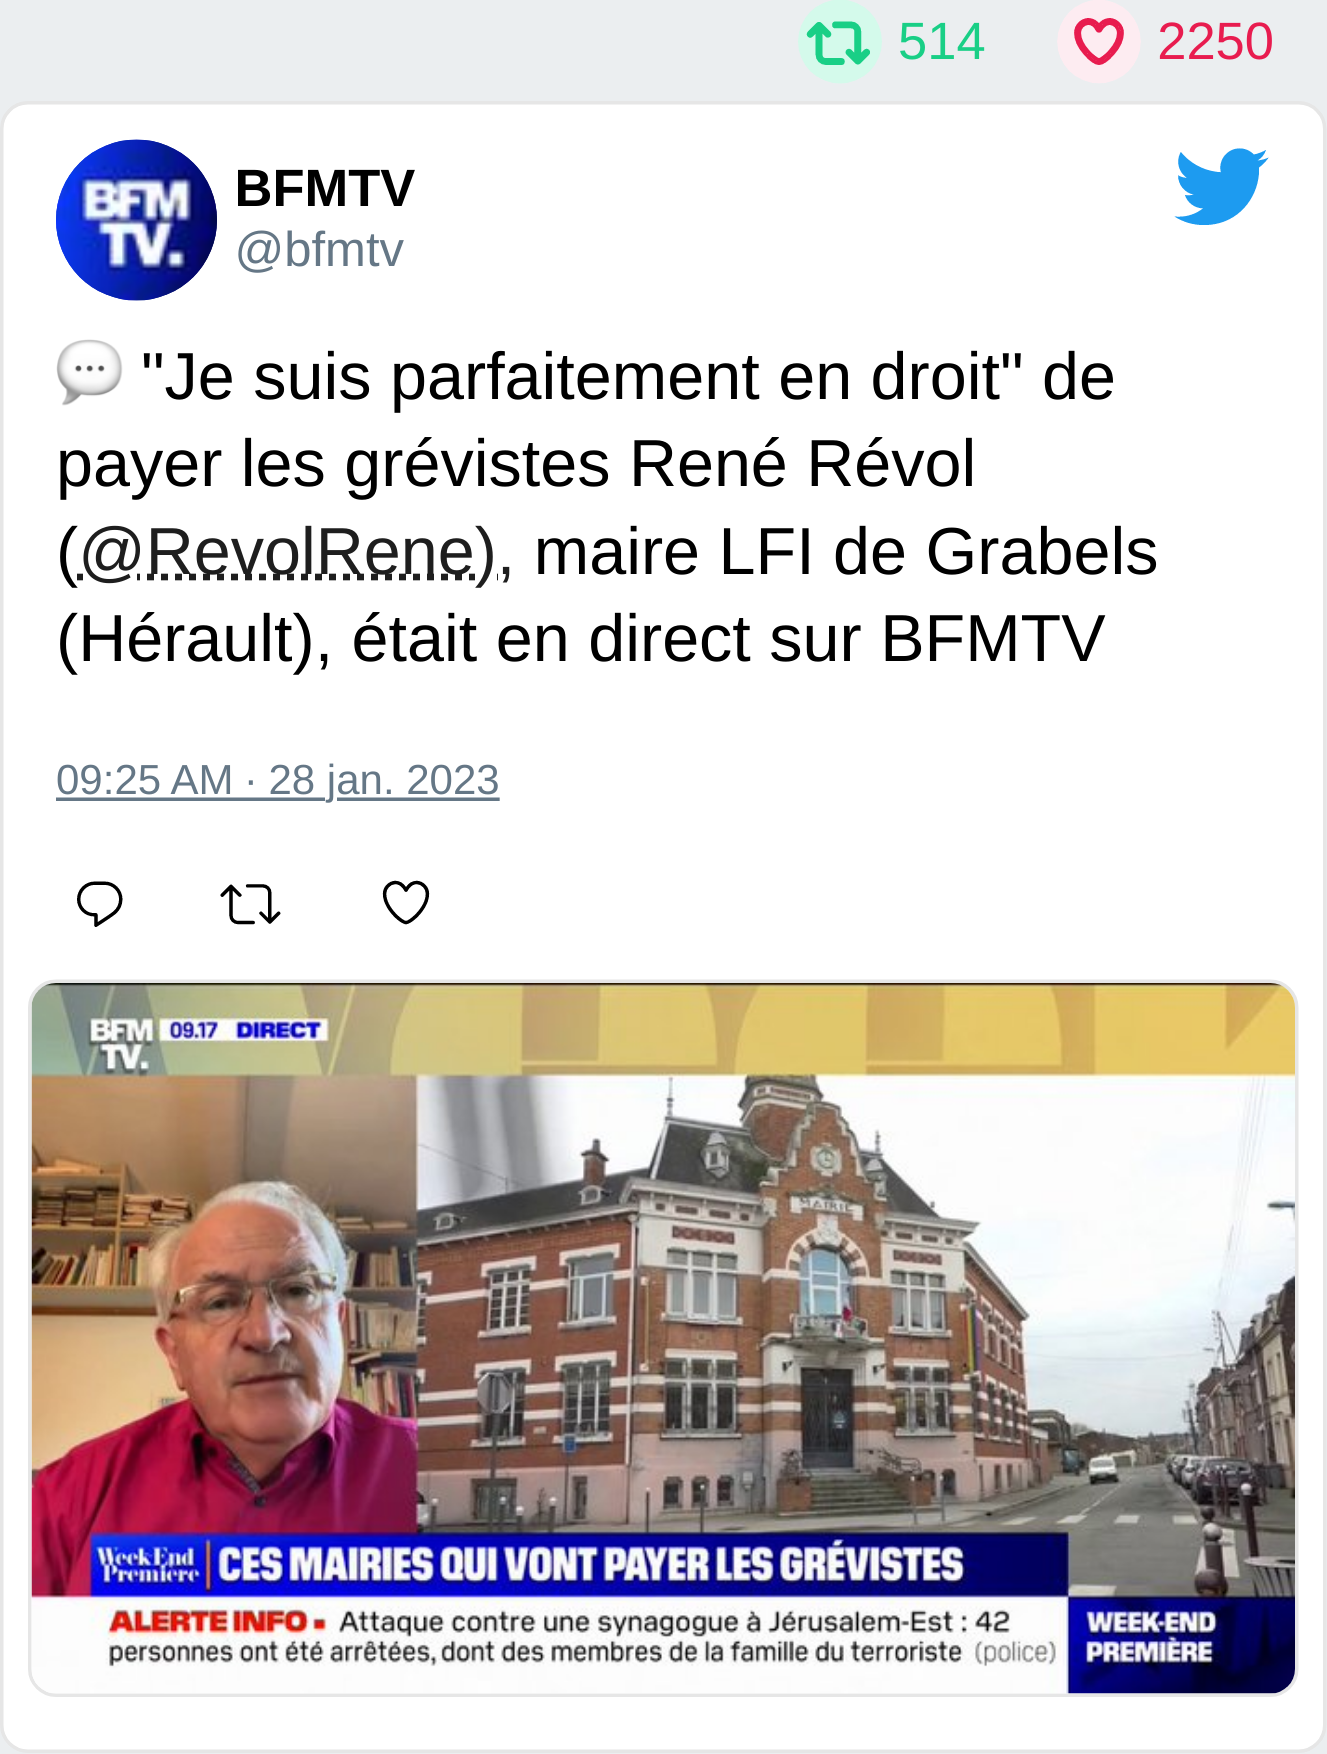 514 2250
BFM
TV.
BFMTV
@bfmtv
💬 "Je suis parfaitement en droit" de
payer les grévistes René Révol
(@RevolRene), maire LFI de Grabels
(Hérault), était en direct sur BFMTV
09:25 AM · 28 jan. 2023
BFM 09.17 DIRECT
TV.
MAIRIE
WeekEnd
Première
CES MAIRIES QUI VONT PAYER LES GRÉVISTES
ALERTE INFO ▪ Attaque contre une synagogue à Jérusalem-Est : 42
personnes ont été arrêtées, dont des membres de la famille du terroriste (police)
WEEK-END
PREMIÈRE